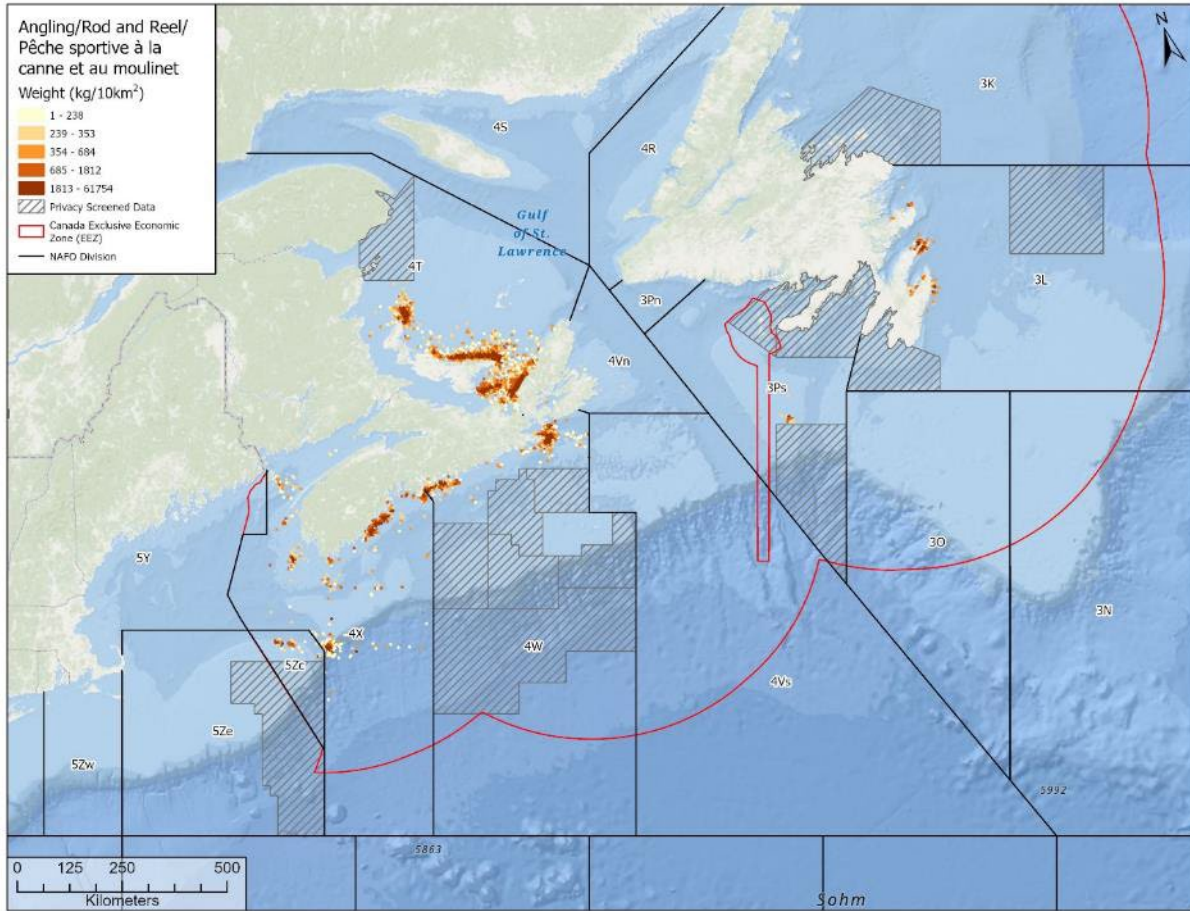 Angling/Rod and Reel/
Pêche sportive à la
canne et au moulinet
Weight (kg/10km²)
1 - 238
239 - 353
354 - 684
685 - 1812
1813 - 61754
Privacy Screened Data
Canada Exclusive Economic
Zone (EEZ)
NAFO Division
N
3K
4S
4R
Gulf
of St.
Lawrence
4T
3L
3Pn
4Vn
3Ps
5Y
3O
3N
4X
4W
5Zc
4Vs
5Ze
5Zw
5992
5863
0 125 250 500
Kilometers
Sohm